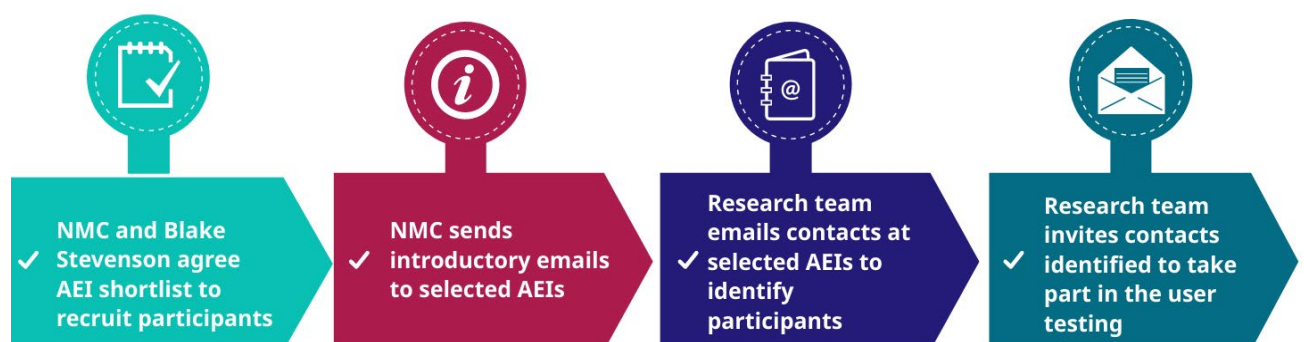 NMC and Blake
Stevenson agree
AEI shortlist to
recruit participants
NMC sends
introductory emails
to selected AEIs
Research team
emails contacts at
selected AEIs to
identify
participants
Research team
invites contacts
identified to take
part in the user
testing